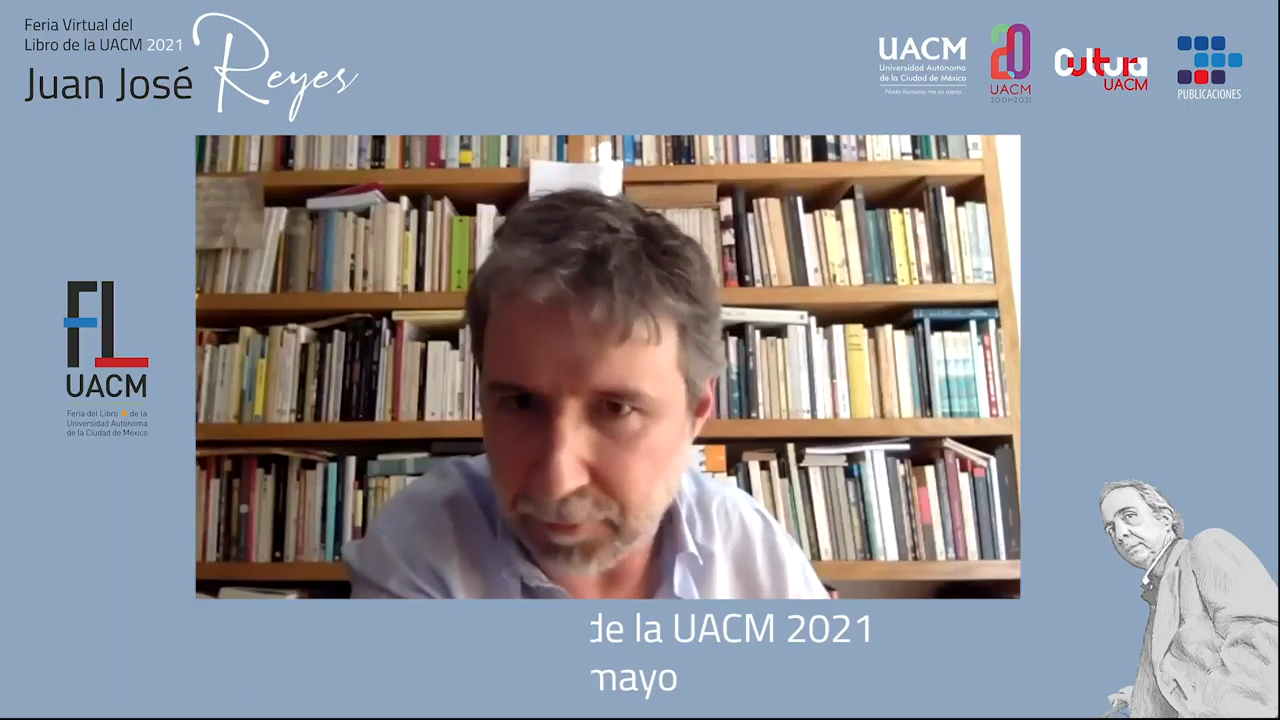 Feria Virtual del
Libro de la UACM 2021
Juan José Reyes
UACM
Universidad Autónoma
de la Ciudad de México
Nada humano me es ajeno
20
UACM
2001-2021
Cultura
UACM
PUBLICACIONES
FL
UACM
Feria del Libro de la
Universidad Autónoma
de la Ciudad de México
de la UACM 2021
mayo